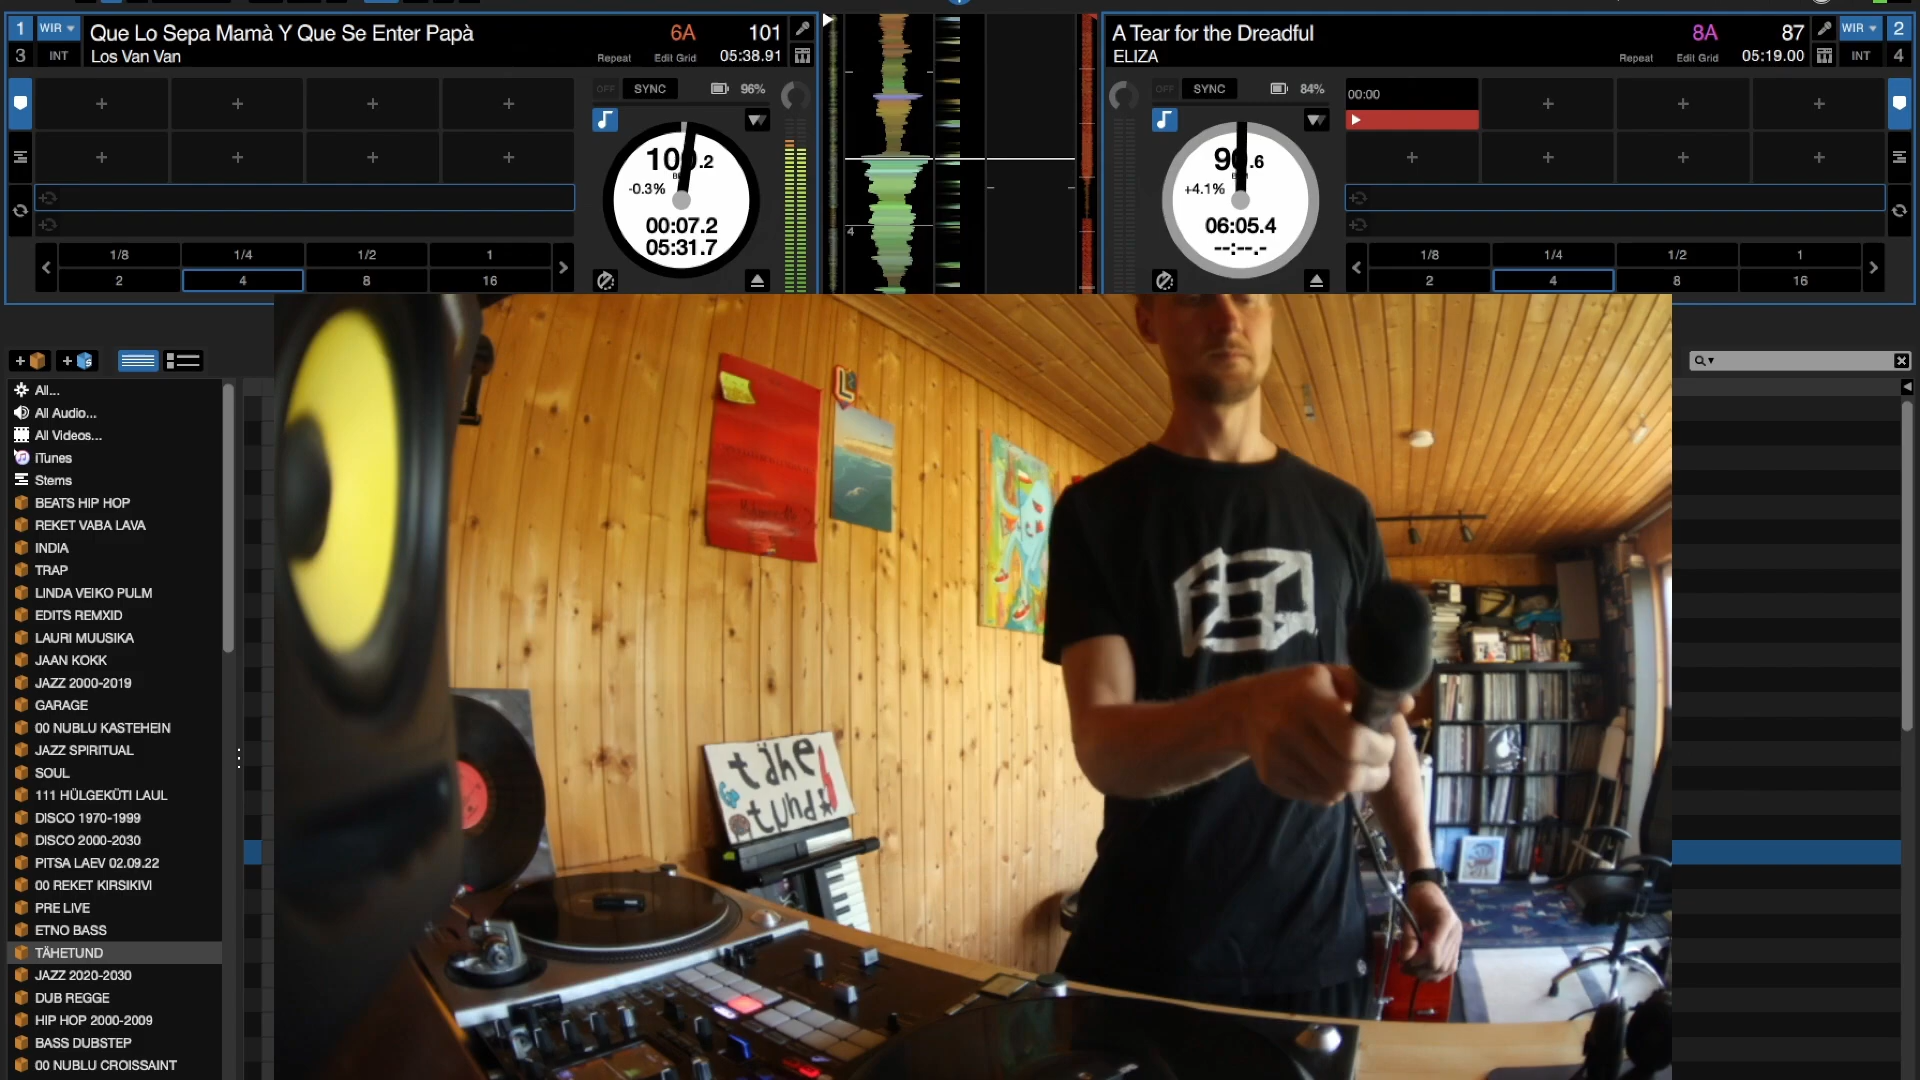 1 WIR Que Lo Sepa Mamà Y Que Se Enter Papà 6A 101
3 INT Los Van Van Repeat Edit Grid 05:38.91
OFF SYNC 96%
100.2
-0.3%
00:07.2
05:31.7
1/8 1/4 1/2 1
2 4 8 16
4
A Tear for the Dreadful 8A 87 WIR 2
ELIZA Repeat Edit Grid 05:19.00 INT 4
OFF SYNC 84%
00:00
+4.1%
06:05.4
--:--.-
1/8 1/4 1/2 1
2 4 8 16
All...
All Audio...
All Videos...
iTunes
Stems
BEATS HIP HOP
REKET VABA LAVA
INDIA
TRAP
LINDA VEIKO PULM
EDITS REMXID
LAURI MUUSIKA
JAAN KOKK
JAZZ 2000-2019
GARAGE
00 NUBLU KASTEHEIN
JAZZ SPIRITUAL
SOUL
111 HÜLGEKÜTI LAUL
DISCO 1970-1999
DISCO 2000-2030
PITSA LAEV 02.09.22
00 REKET KIRSIKIVI
PRE LIVE
ETNO BASS
TÄHETUND
JAZZ 2020-2030
DUB REGGE
HIP HOP 2000-2009
BASS DUBSTEP
00 NUBLU CROISSAINT
L
tähe
tund